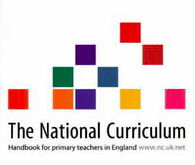 The National Curriculum
Handbook for primary teachers in England www.nc.uk.net